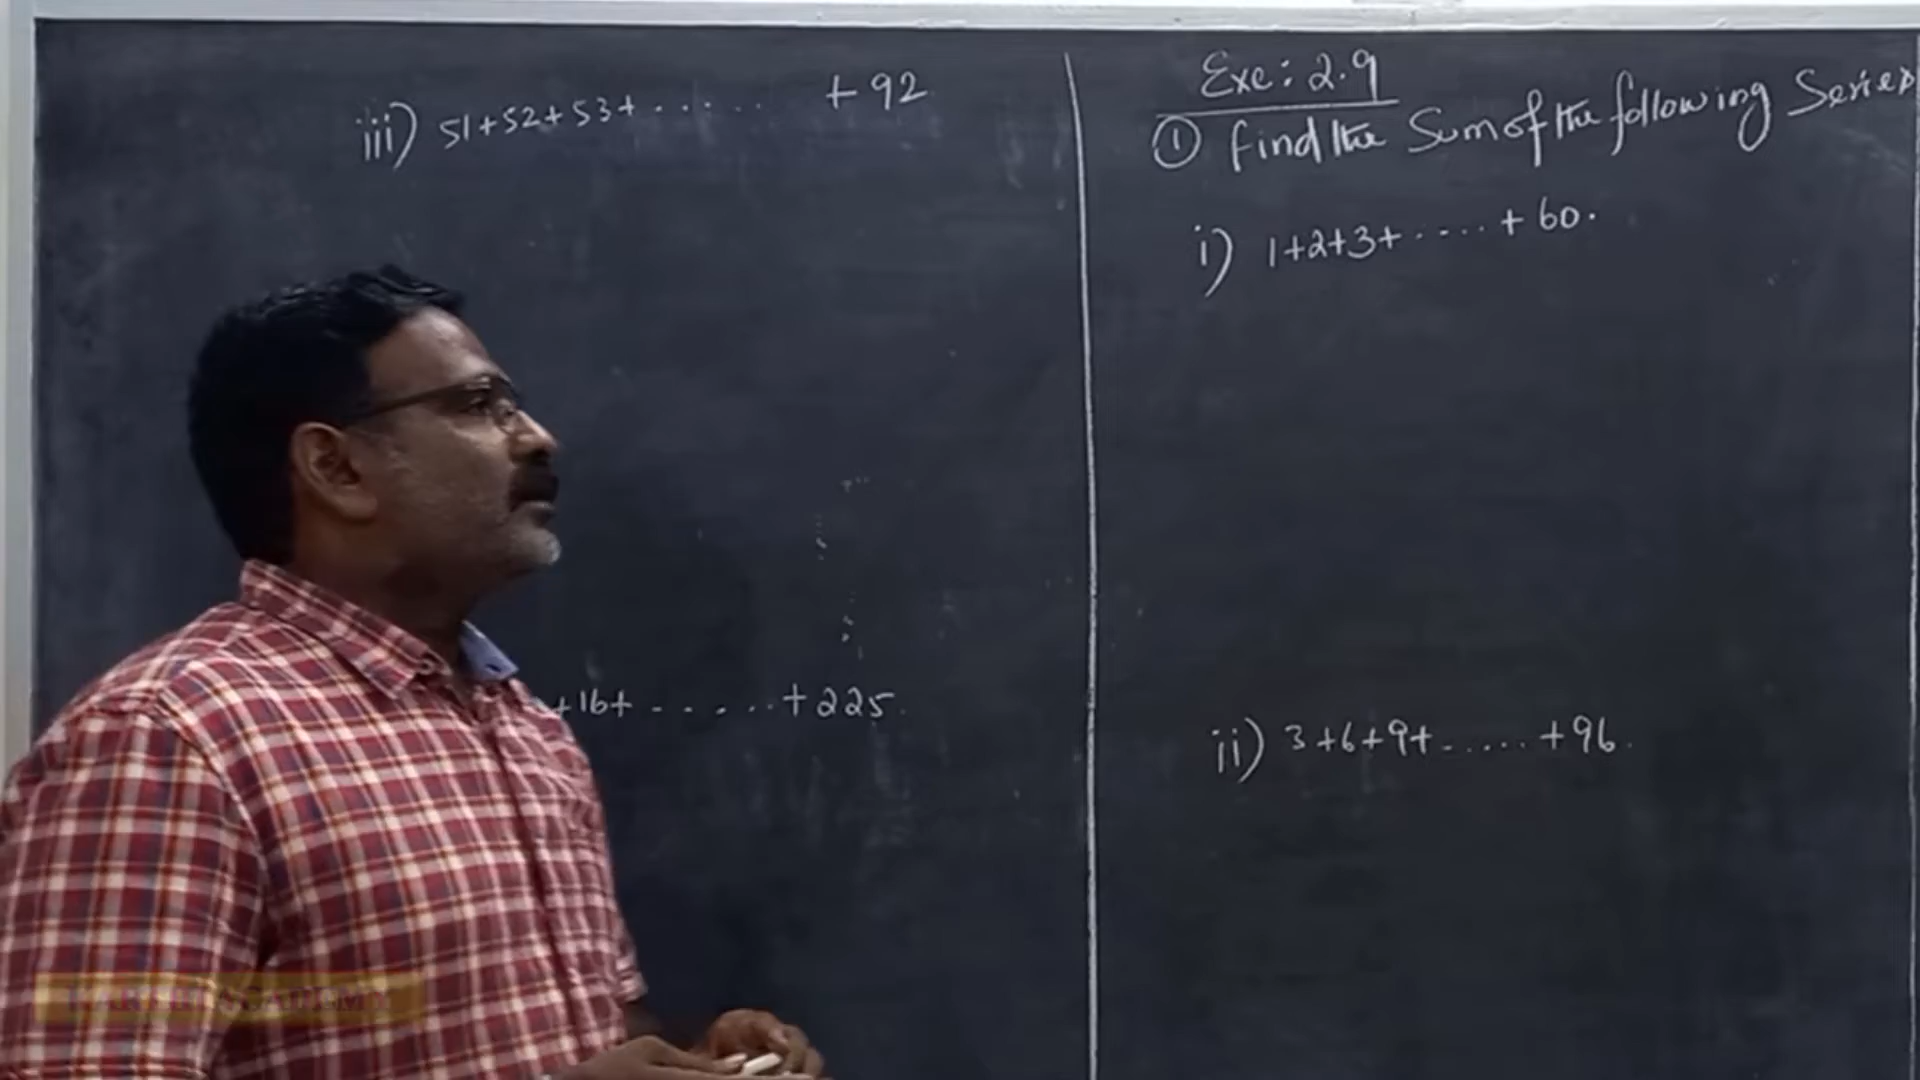 iii) 51+52+53+ ...... +92
+16+ ...... +225.
Exe: 2.9
① Find the Sum of the following Series
i) 1+2+3+ ..... + 60.
ii) 3+6+9+ ..... +96.